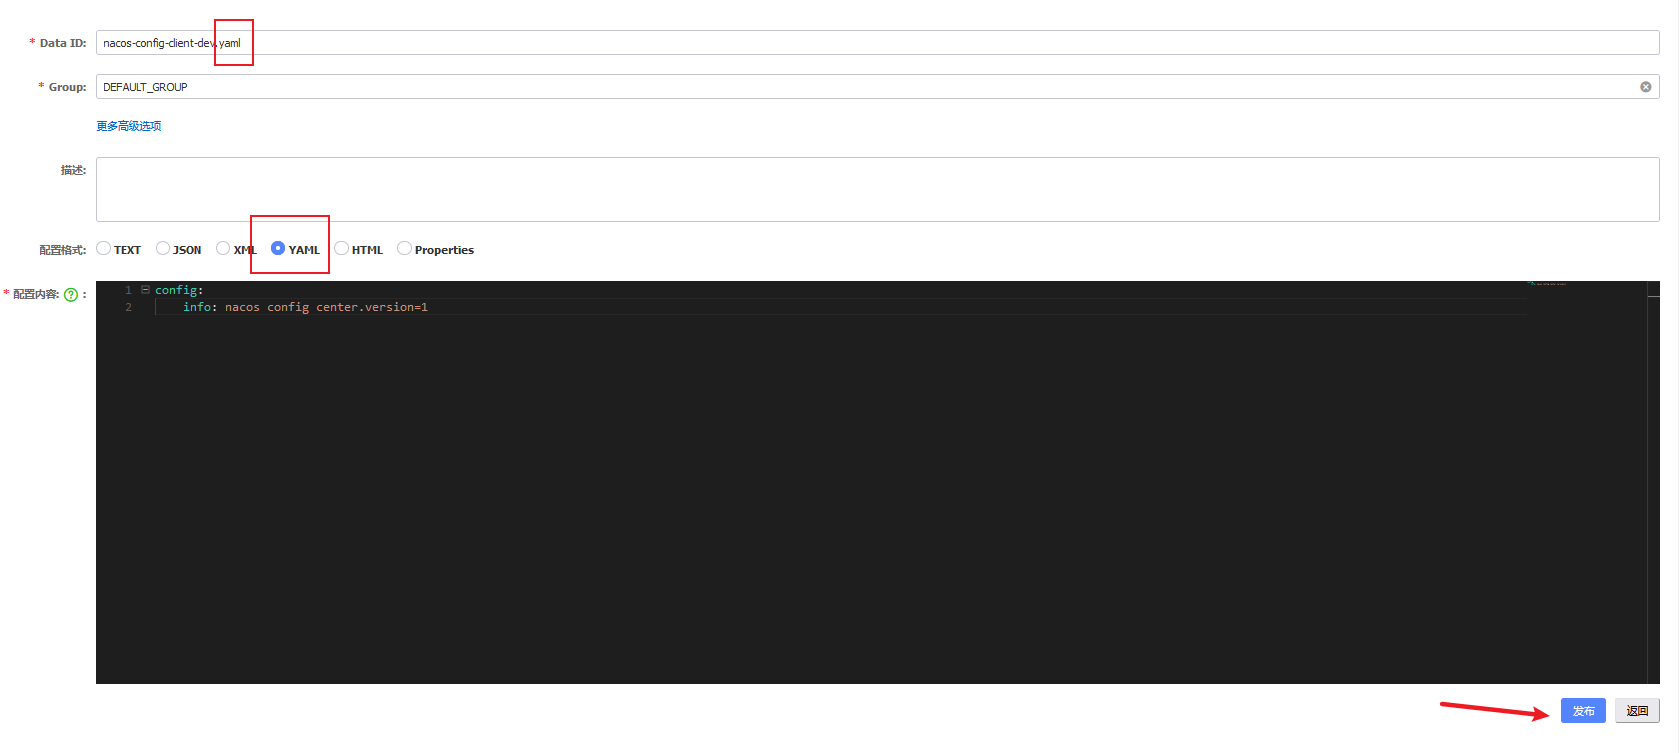 * Data ID: nacos-config-client-dev.yaml
* Group: DEFAULT_GROUP
更多高级选项
描述:
配置格式: TEXT JSON XML YAML HTML Properties
* 配置内容: ? :
1 config:
2 info: nacos config center.version=1
发布 返回